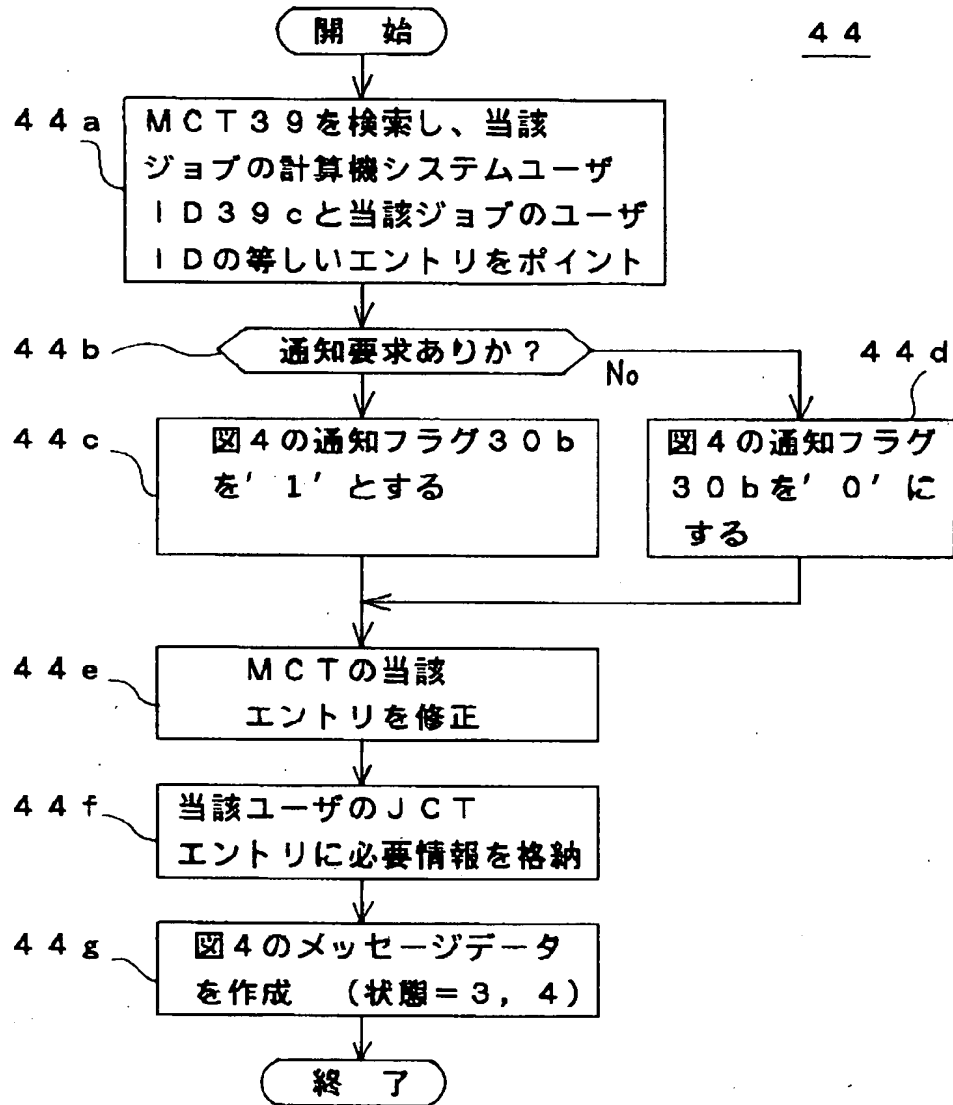 開 始
44
44a
MCT39を検索し、当該
ジョブの計算機システムユーザ
ID39cと当該ジョブのユーザ
IDの等しいエントリをポイント
44b
通知要求ありか?
No
44d
44c
図4の通知フラグ30b
を'1'とする
図4の通知フラグ
30bを'0'に
する
44e
MCTの当該
エントリを修正
44f
当該ユーザのJCT
エントリに必要情報を格納
44g
図4のメッセージデータ
を作成 (状態=3,4)
終 了